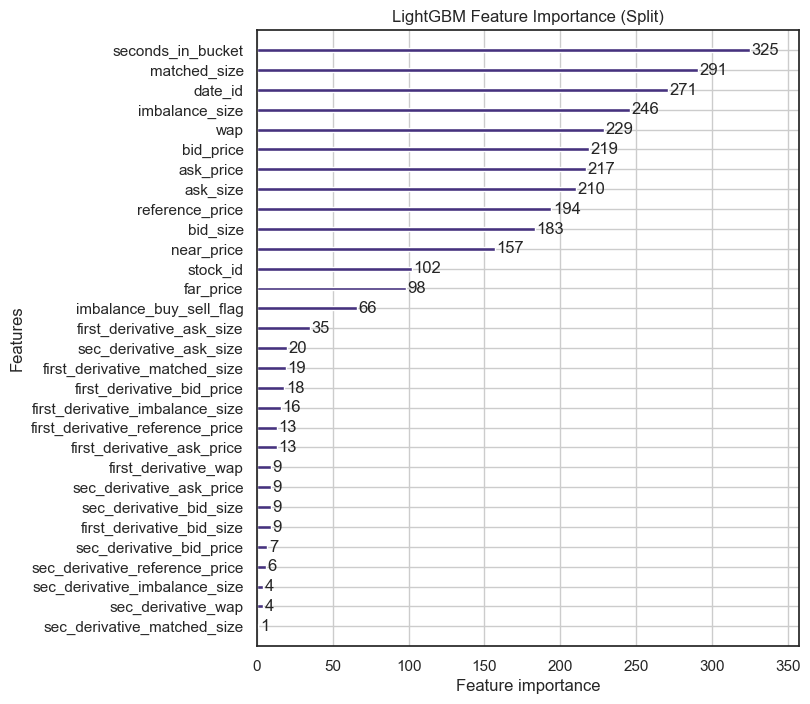 LightGBM Feature Importance (Split)
Features
seconds_in_bucket 325
matched_size 291
date_id 271
imbalance_size 246
wap 229
bid_price 219
ask_price 217
ask_size 210
reference_price 194
bid_size 183
near_price 157
stock_id 102
far_price 98
imbalance_buy_sell_flag 66
first_derivative_ask_size 35
sec_derivative_ask_size 20
first_derivative_matched_size 19
first_derivative_bid_price 18
first_derivative_imbalance_size 16
first_derivative_reference_price 13
first_derivative_ask_price 13
first_derivative_wap 9
sec_derivative_ask_price 9
sec_derivative_bid_size 9
first_derivative_bid_size 9
sec_derivative_bid_price 7
sec_derivative_reference_price 6
sec_derivative_imbalance_size 4
sec_derivative_wap 4
sec_derivative_matched_size 1
0 50 100 150 200 250 300 350
Feature importance